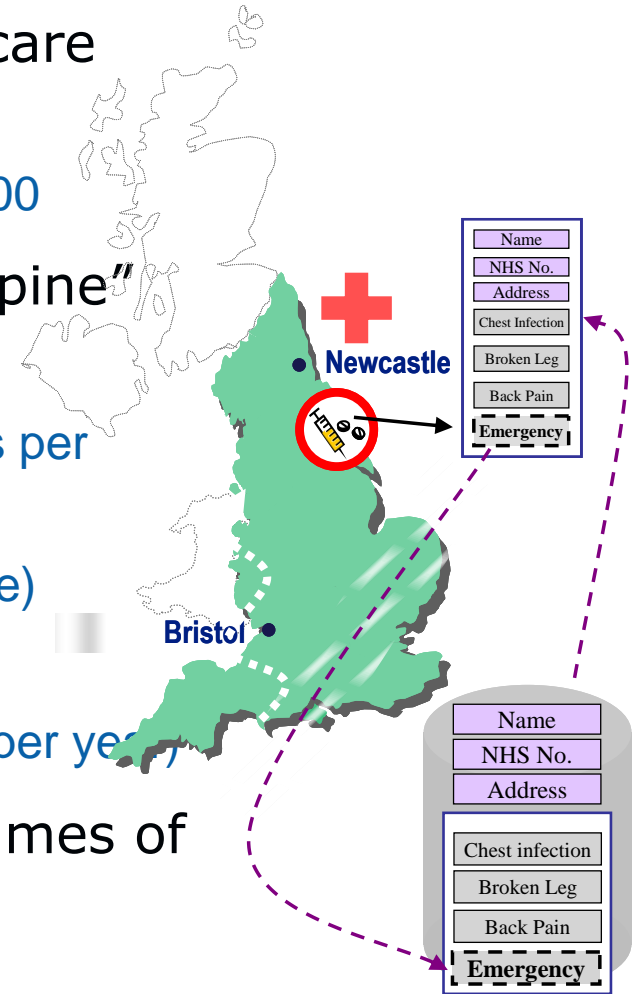 care
00
pine”
s per
e)
per year)
mes of
Newcastle
Bristol
Name
NHS No.
Address
Chest Infection
Broken Leg
Back Pain
Emergency
Name
NHS No.
Address
Chest infection
Broken Leg
Back Pain
Emergency